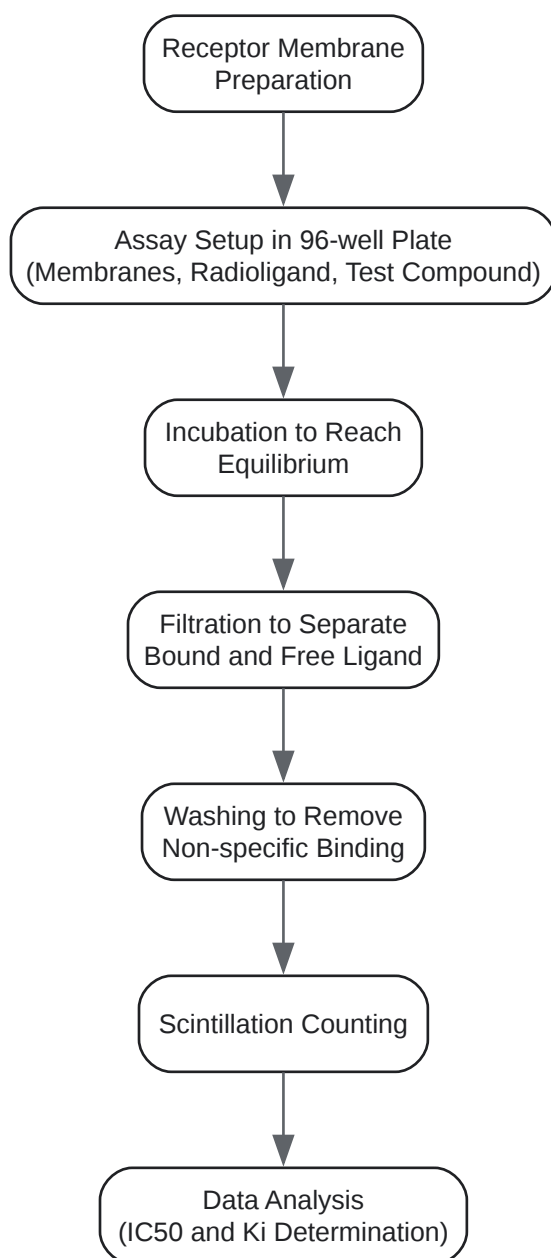 Receptor Membrane
Preparation
Assay Setup in 96-well Plate
(Membranes, Radioligand, Test Compound)
Incubation to Reach
Equilibrium
Filtration to Separate
Bound and Free Ligand
Washing to Remove
Non-specific Binding
Scintillation Counting
Data Analysis
(IC50 and Ki Determination)